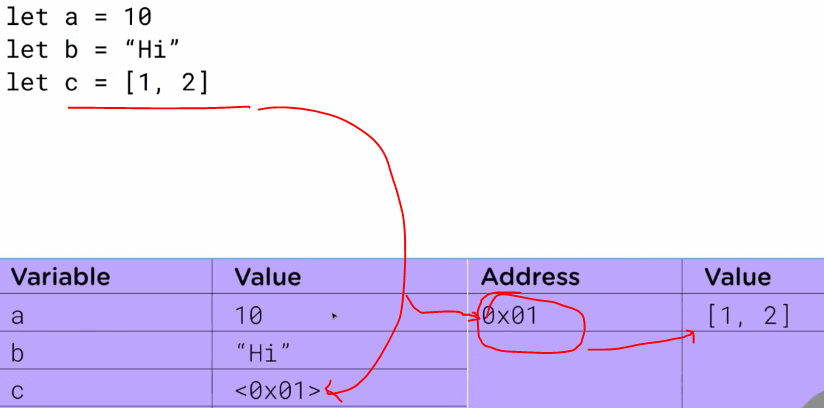 let a = 10
let b = “Hi”
let c = [1, 2]
Variable Value Address Value
a 10 0x01 [1, 2]
b “Hi”
c <0x01>